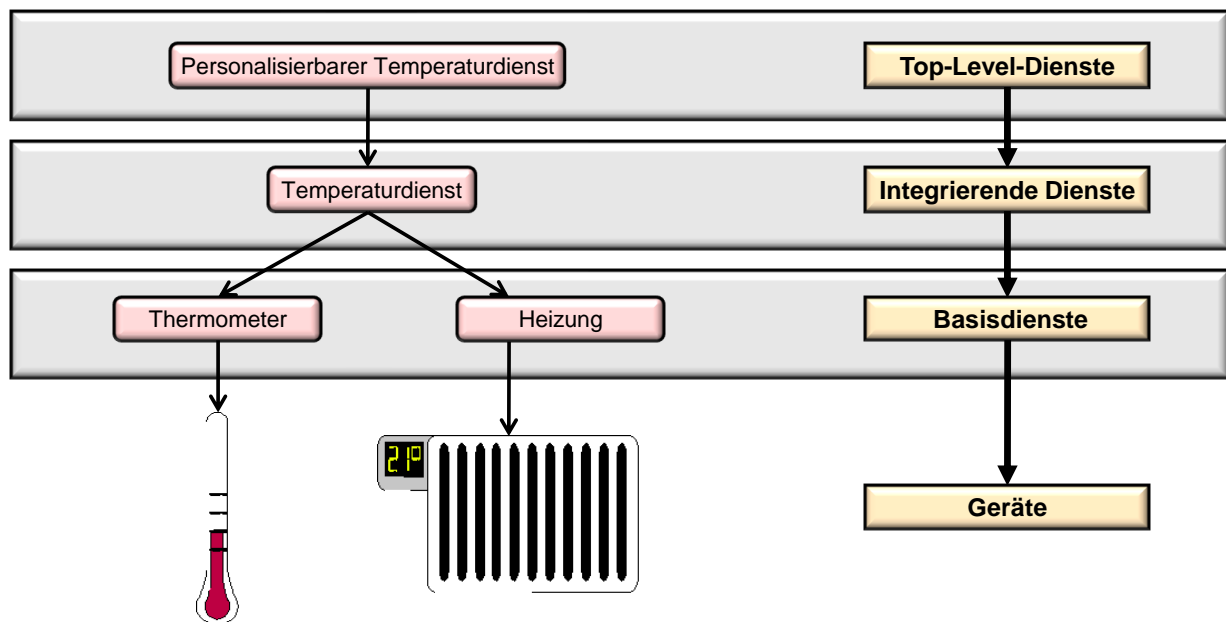 Personalisierbarer Temperaturdienst
Top-Level-Dienste
Temperaturdienst
Integrierende Dienste
Thermometer
Heizung
Basisdienste
21°
Geräte